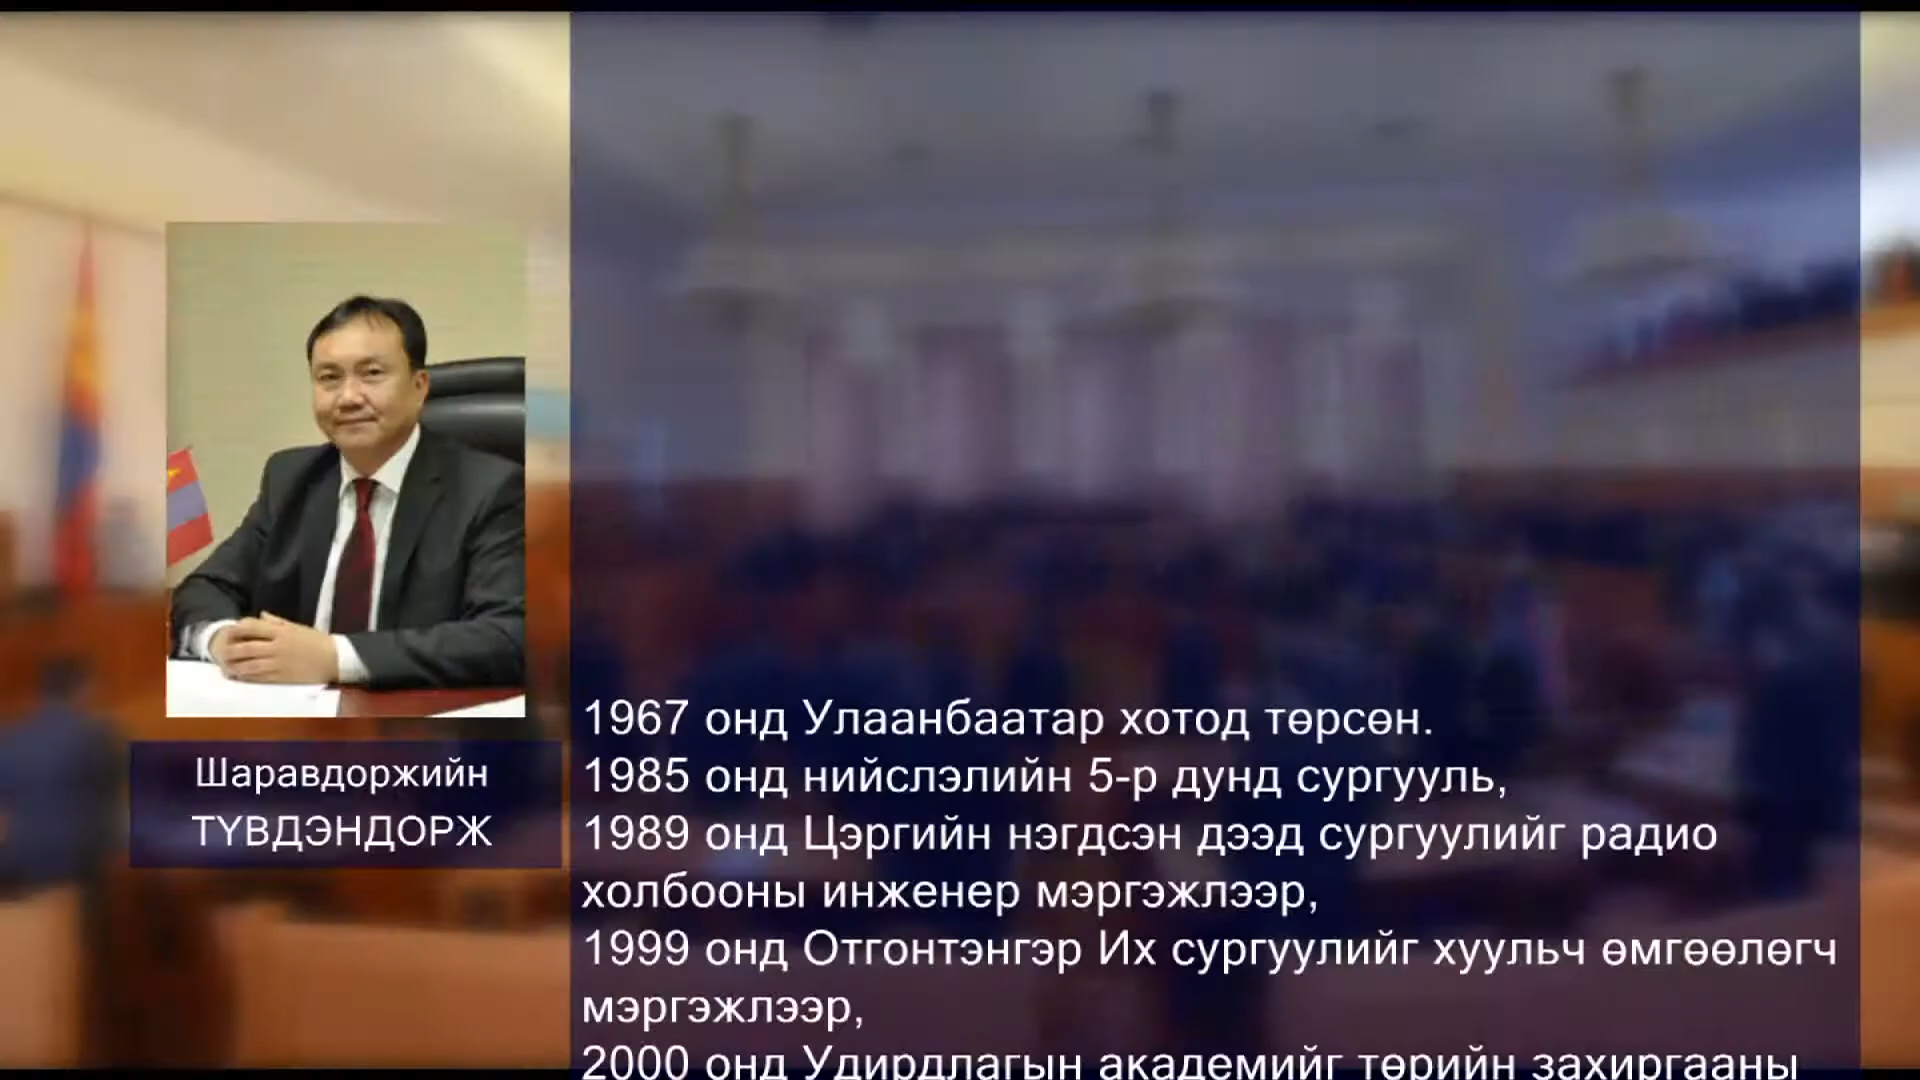 Шаравдоржийн
ТҮВДЭНДОРЖ
1967 онд Улаанбаатар хотод төрсөн.
1985 онд нийслэлийн 5-р дунд сургууль,
1989 онд Цэргийн нэгдсэн дээд сургуулийг радио
холбооны инженер мэргэжлээр,
1999 онд Отгонтэнгэр Их сургуулийг хуульч өмгөөлөгч
мэргэжлээр,
2000 онд Удирдлагын академийг төрийн захиргааны